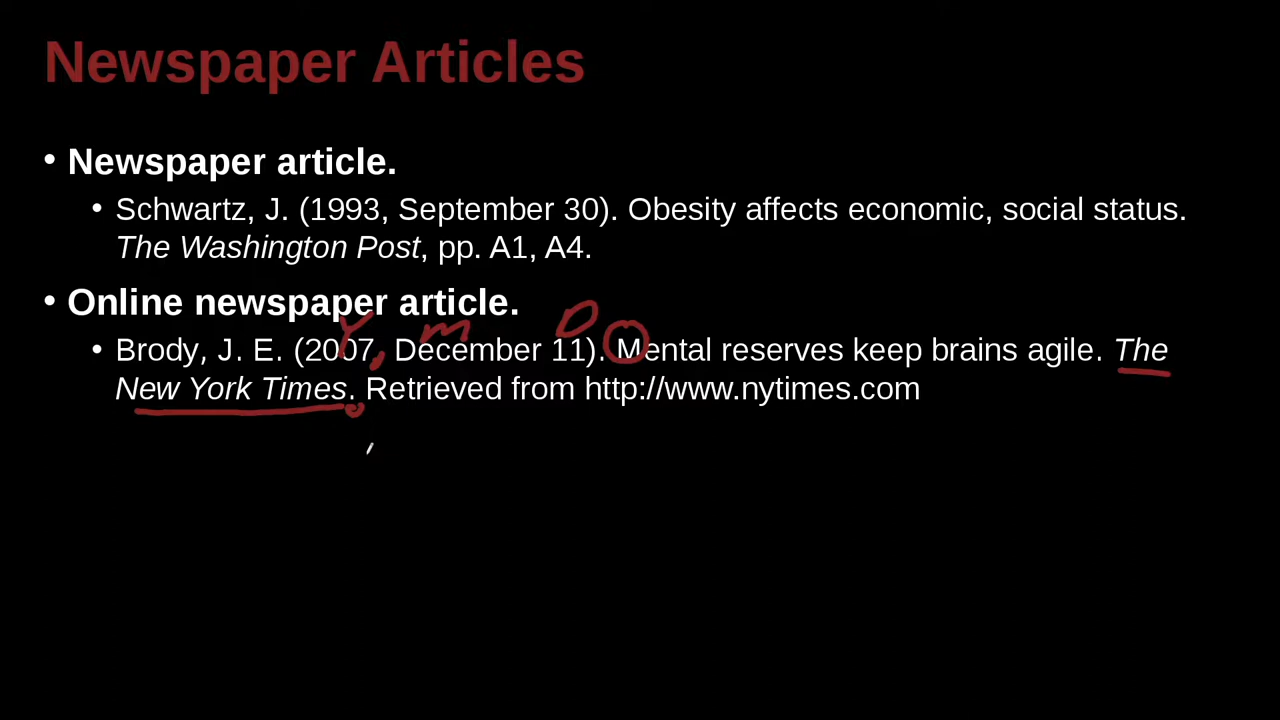 Newspaper Articles
• Newspaper article.
• Schwartz, J. (1993, September 30). Obesity affects economic, social status.
The Washington Post, pp. A1, A4.
• Online newspaper article.
Y, m D
• Brody, J. E. (2007, December 11). Mental reserves keep brains agile. The
New York Times. Retrieved from http://www.nytimes.com